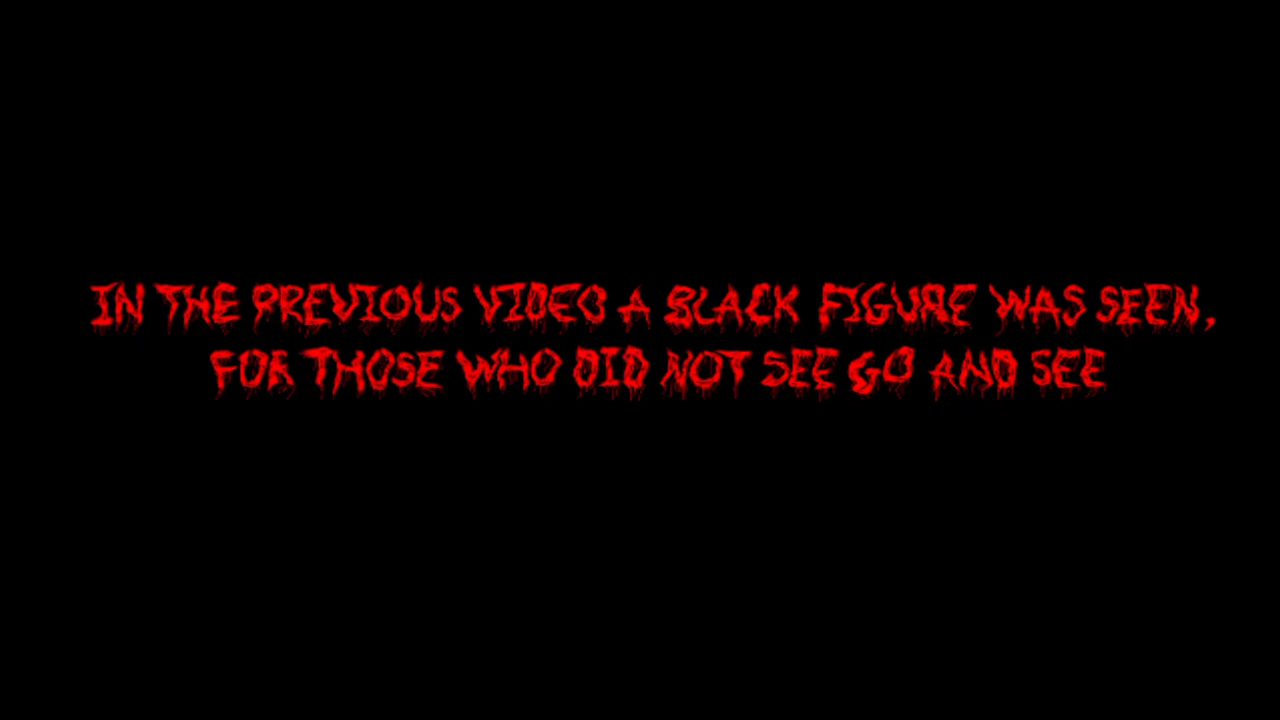 IN THE PREVIOUS VIDEO A BLACK FIGURE WAS SEEN,
FOR THOSE WHO DID NOT SEE GO AND SEE